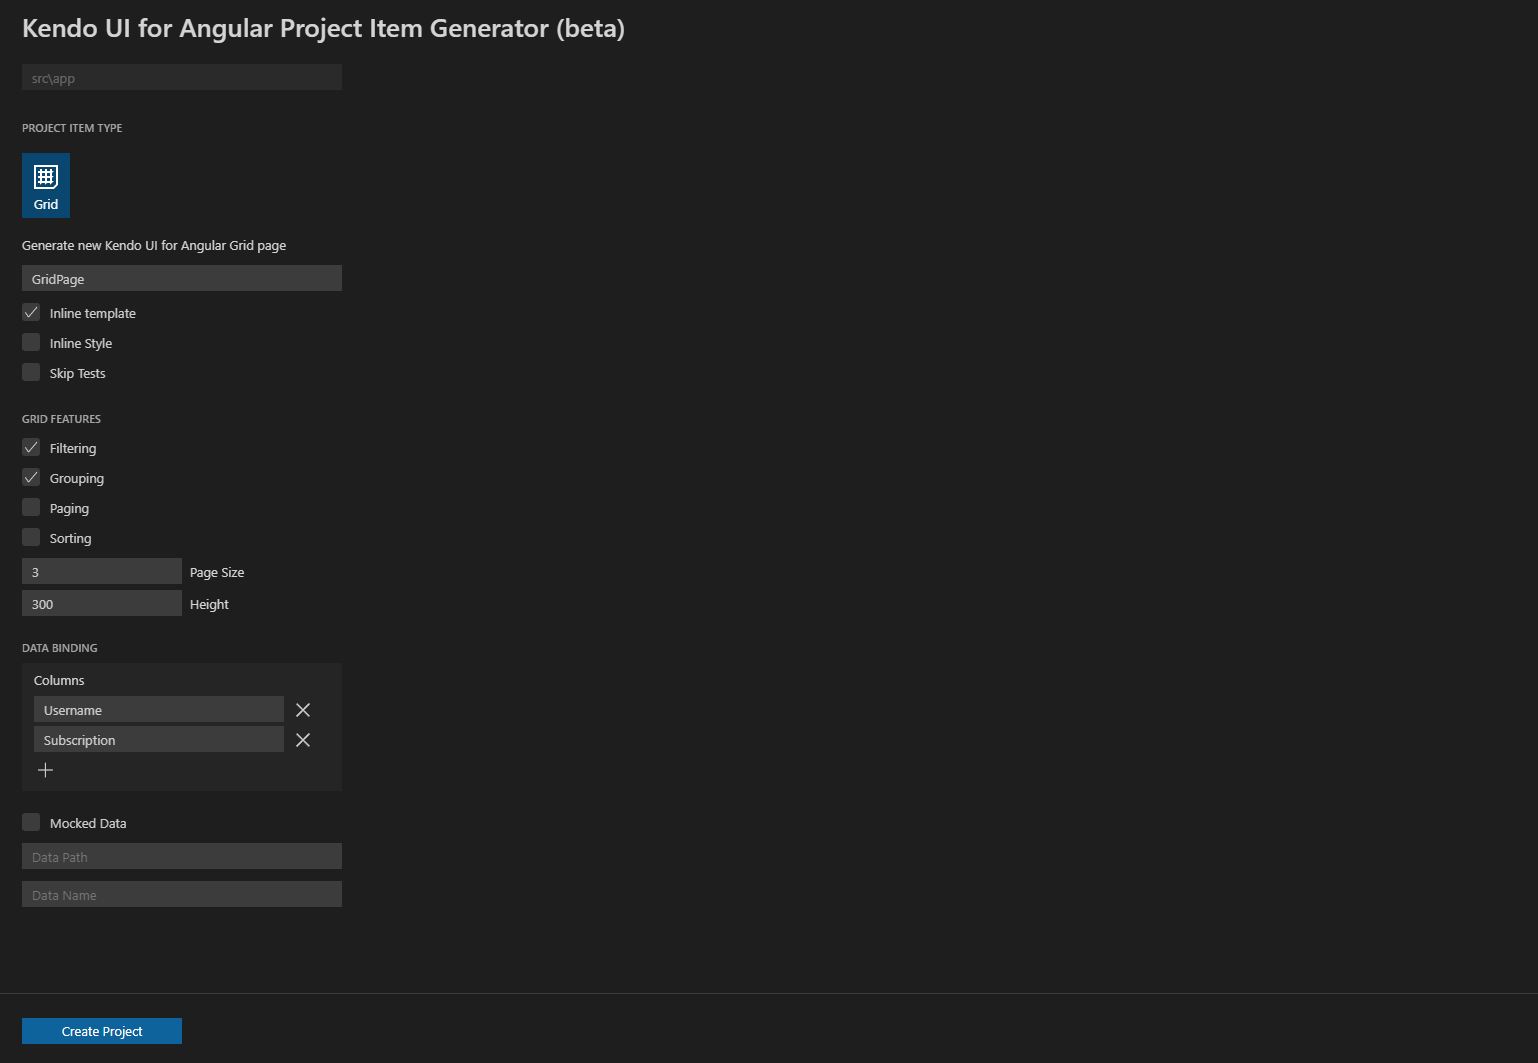 Kendo UI for Angular Project Item Generator (beta)
src\app
PROJECT ITEM TYPE
Grid
Generate new Kendo UI for Angular Grid page
GridPage
Inline template
Inline Style
Skip Tests
GRID FEATURES
Filtering
Grouping
Paging
Sorting
3 Page Size
300 Height
DATA BINDING
Columns
Username
Subscription
Mocked Data
Data Path
Data Name
Create Project